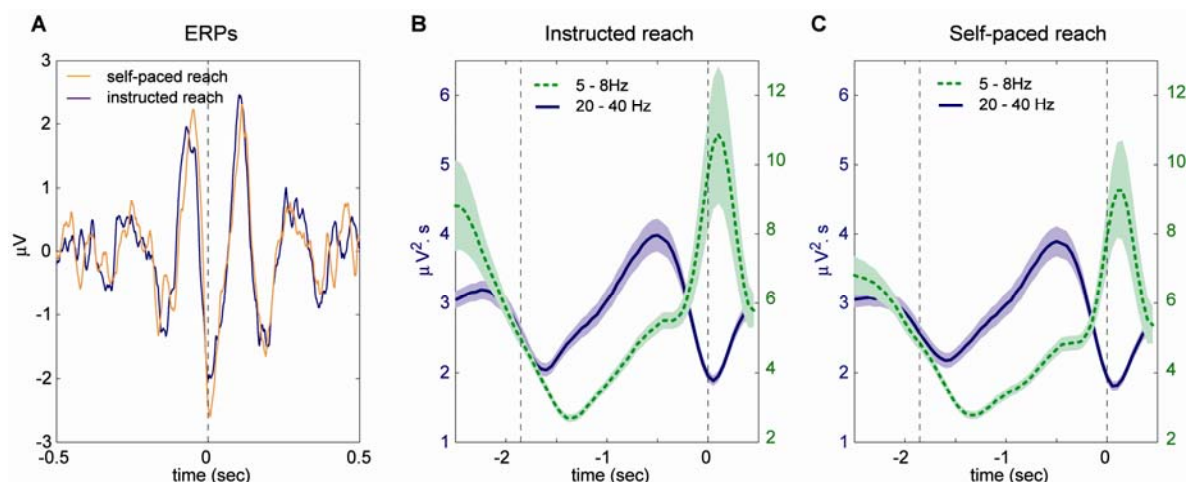 A
ERPs
3
2
1
0
-1
-2
-3
μV
self-paced reach
instructed reach
-0.5
0
0.5
time (sec)
B
Instructed reach
6
5
4
3
2
1
μV². s
5 - 8Hz
20 - 40 Hz
12
10
8
6
4
2
-2
-1
0
time (sec)
C
Self-paced reach
6
5
4
3
2
1
μV². s
5 - 8Hz
20 - 40 Hz
12
10
8
6
4
2
-2
-1
0
time (sec)